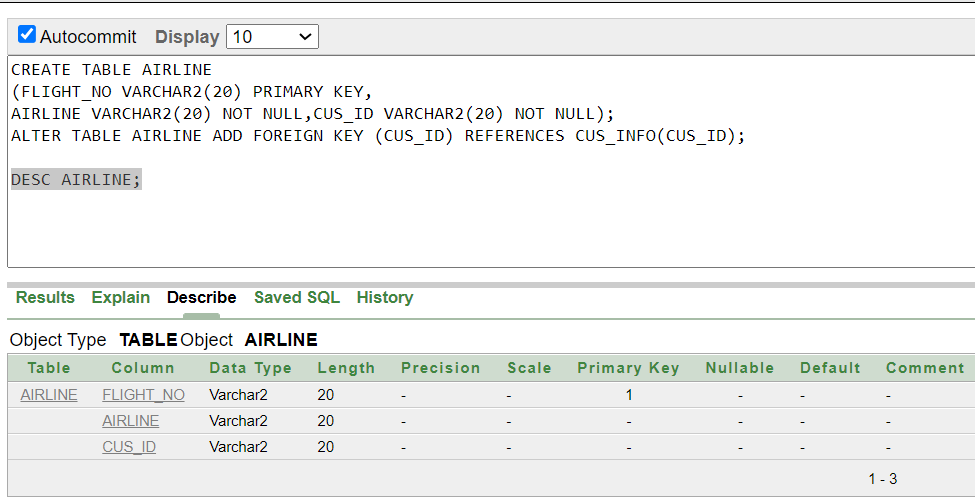 Autocommit Display 10
CREATE TABLE AIRLINE
(FLIGHT_NO VARCHAR2(20) PRIMARY KEY,
AIRLINE VARCHAR2(20) NOT NULL,CUS_ID VARCHAR2(20) NOT NULL);
ALTER TABLE AIRLINE ADD FOREIGN KEY (CUS_ID) REFERENCES CUS_INFO(CUS_ID);
DESC AIRLINE;
Results Explain Describe Saved SQL History
Object Type TABLE Object AIRLINE
Table Column Data Type Length Precision Scale Primary Key Nullable Default Comment
AIRLINE FLIGHT_NO Varchar2 20 - - 1 - - -
AIRLINE Varchar2 20 - - - - - -
CUS_ID Varchar2 20 - - - - - -
1 - 3